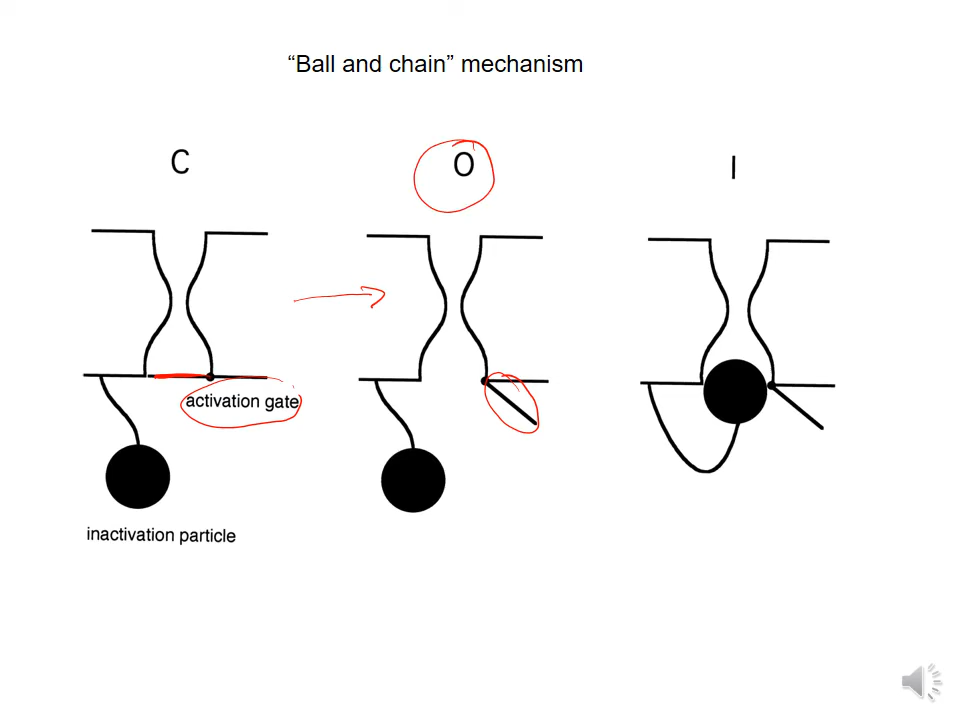 “Ball and chain” mechanism
C
O
I
activation gate
inactivation particle